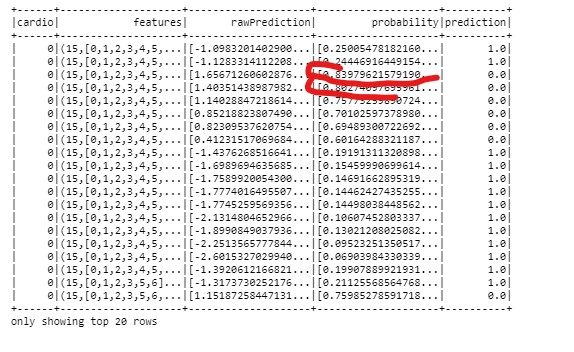 +------+--------------------+--------------------+--------------------+----------+
|cardio|            features|       rawPrediction|         probability|prediction|
+------+--------------------+--------------------+--------------------+----------+
|     0|(15,[0,1,2,3,4,5,...|[-1.0983201402900...|[0.25005478182160...|       1.0|
|     0|(15,[0,1,2,3,4,5,...|[-1.1283314112208...|[0.24446916449154...|       1.0|
|     0|(15,[0,1,2,3,4,5,...|[1.65671260602876...|[0.83979621579190...|       0.0|
|     0|(15,[0,1,2,3,4,5,...|[1.40351438987982...|       0.0|
|     0|(15,[0,1,2,3,4,5,...|[1.14028847218614...|       0.0|
|     0|(15,[0,1,2,3,4,5,...|[0.85218823807490...|[0.70102597378980...|       0.0|
|     0|(15,[0,1,2,3,4,5,...|[0.82309537620754...|[0.69489300722692...|       0.0|
|     0|(15,[0,1,2,3,4,5,...|[0.41231517069684...|[0.60164288321187...|       0.0|
|     0|(15,[0,1,2,3,4,5,...|[-1.4376268516641...|[0.19191311320898...|       1.0|
|     0|(15,[0,1,2,3,4,5,...|[-1.6989694635685...|[0.15459990699614...|       1.0|
|     0|(15,[0,1,2,3,4,5,...|[-1.7589920054300...|[0.14691662895319...|       1.0|
|     0|(15,[0,1,2,3,4,5,...|[-1.7774016495507...|[0.14462427435255...|       1.0|
|     0|(15,[0,1,2,3,4,5,...|[-1.7745259569356...|[0.14498038448562...|       1.0|
|     0|(15,[0,1,2,3,4,5,...|[-2.1314804652966...|[0.10607452803337...|       1.0|
|     0|(15,[0,1,2,3,4,5,...|[-1.8990849037936...|[0.13021208025082...|       1.0|
|     0|(15,[0,1,2,3,4,5,...|[-2.2513565777844...|[0.09523251350517...|       1.0|
|     0|(15,[0,1,2,3,4,5,...|[-2.6015327029940...|[0.06903984330339...|       1.0|
|     0|(15,[0,1,2,3,4,5,...|[-1.3920612166821...|[0.19907889921931...|       1.0|
|     0|(15,[0,1,2,3,5,6]...|[-1.3173730252176...|[0.21125568564768...|       1.0|
|     0|(15,[0,1,2,3,5,6,...|[1.15187258447131...|[0.75985278591718...|       0.0|
+------+--------------------+--------------------+--------------------+----------+
only showing top 20 rows